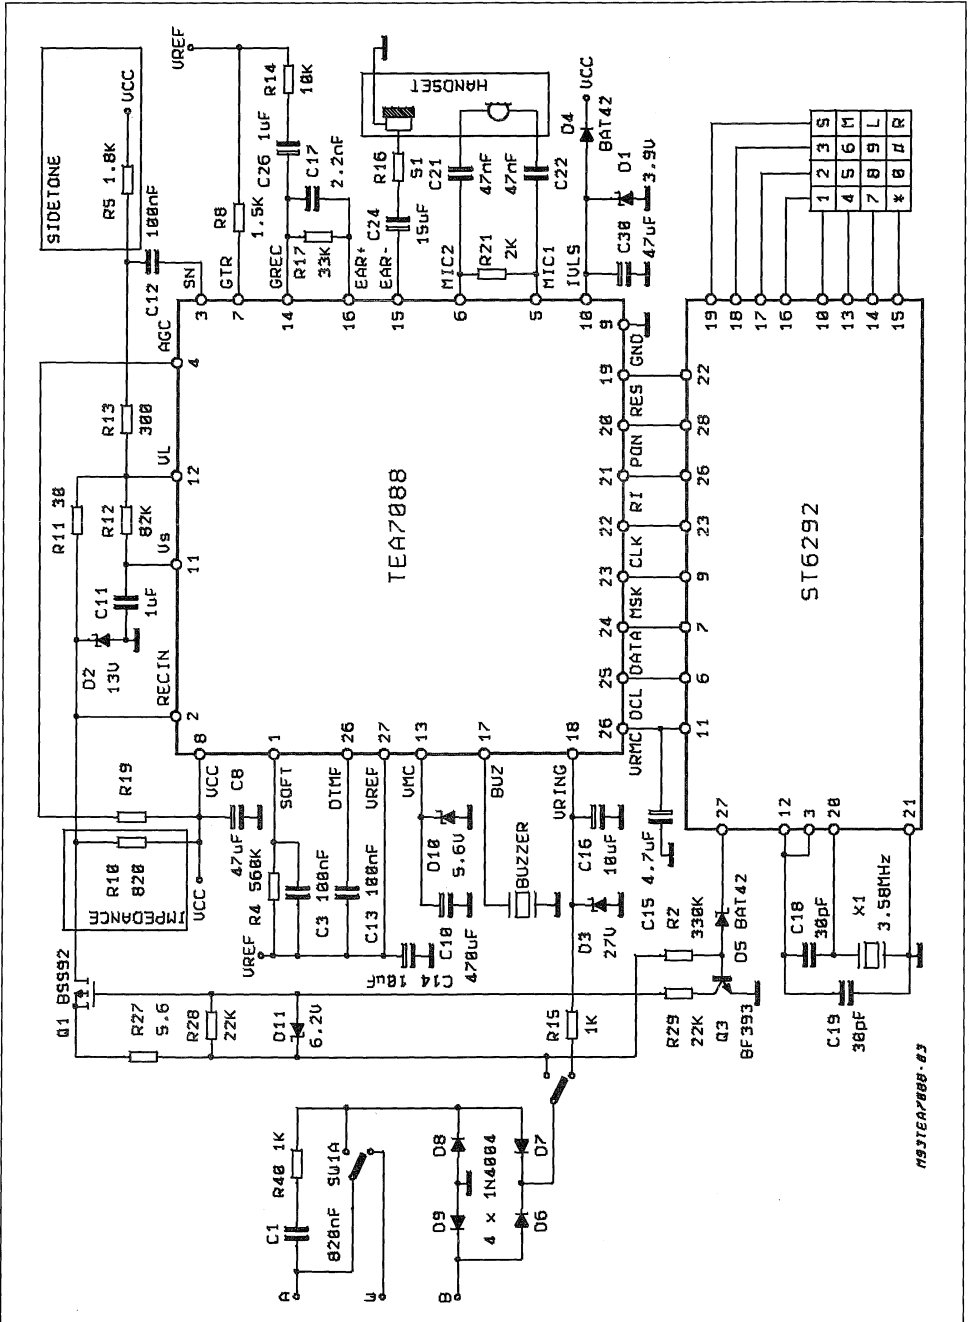 SIDETONE
VCC
R5 1.8K
100nF
C12
SN
3
VREF
R8
1.5K
GTR
7
R14
10K
C26 1uF
C17
2.2nF
GREC
14
R17
33K
EAR+
16
HANDSET
R16
51
C24
15uF
EAR-
15
C21
47nF
47nF
C22
MIC2
6
R21
2K
MIC1
5
D4
BAT42
VCC
D1
3.9V
C30
47uF
IVLS
10
1 2 3 S
4 5 6 M
7 8 9 L
* 0 # R
19
18
17
16
10
13
14
15
AGC
4
R13
300
VL
12
R11 30
R12
82K
Vs
11
C11
1uF
D2
13V
RECIN
2
TEA7088
9
GND
19
RES
20
PON
21
RI
22
CLK
23
MSK
24
DATA
25
DCL
26
VRMC
22
28
26
23
9
7
6
11
ST6292
R19
8
VCC
C8
47uF
R10
820
IMPEDANCE
VCC
1
SOFT
R4 560K
C3 100nF
26
DTMF
C13 100nF
27
VREF
VREF
C14 10uF
13
VMC
D10
5.6V
C10
470uF
17
BUZ
BUZZER
18
VRING
C16
10uF
D3
27V
C15 4.7uF
27
12
3
20
21
R2
330K
D5 BAT42
C18
30pF
X1
3.58MHz
C19
30pF
Q1 BSS92
R27
5.6
R28
22K
D11
6.2V
R15
1K
R29
22K
Q3
BF393
R40 1K
C1
820nF
SW1A
D8
D9
D7
D6
4 x 1N4004
A
W
B
M93TEA7088-03